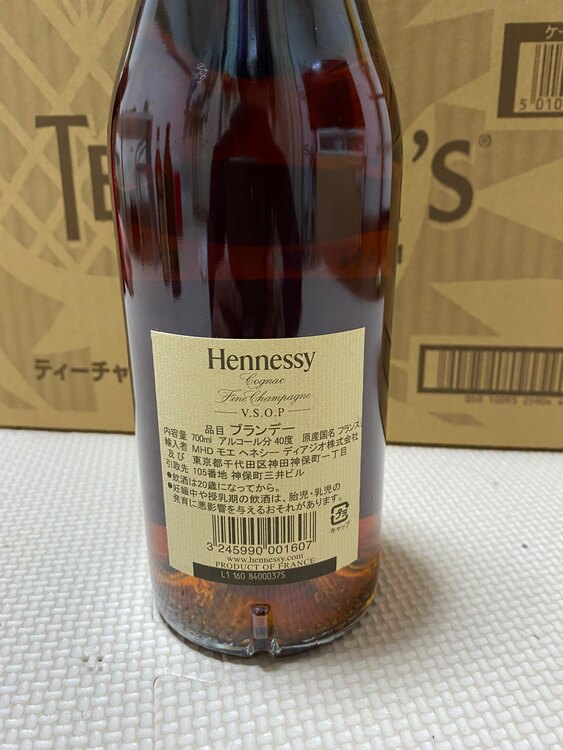 ケー
5 010
TE 'S®
ティーチャ
Hennessy
Cognac
Fine Champagne
V.S.O.P
品目 ブランデー
内容量 700ml アルコール分 40度 原産国名 フランス
輸入者 MHD モエ ヘネシー ディアジオ株式会社
及び 東京都千代田区神田神保町一丁目
引取先 105番地 神保町三井ビル
●飲酒は20歳になってから。
●妊娠中や授乳期の飲酒は、胎児・乳児の
発育に悪影響を与えるおそれがあります。
キャップ
3 245990 001607
www.hennessy.com
PRODUCT OF FRANCE
L1 160 84000375